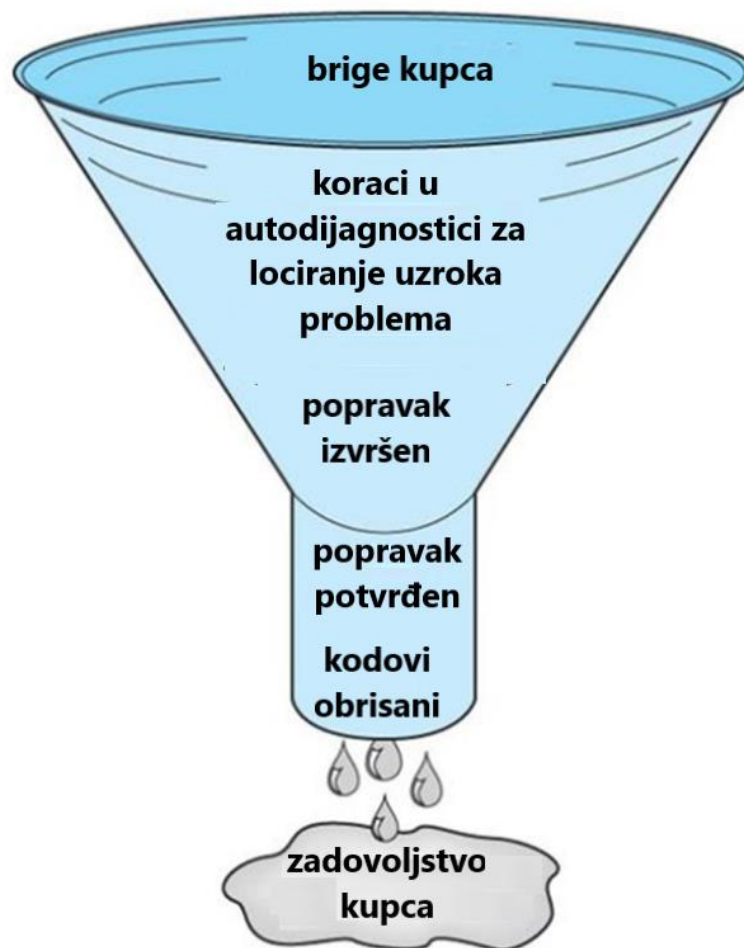 brige kupca
koraci u
autodijagnostici za
lociranje uzroka
problema
popravak
izvršen
popravak
potvrđen
kodovi
obrisani
zadovoljstvo
kupca